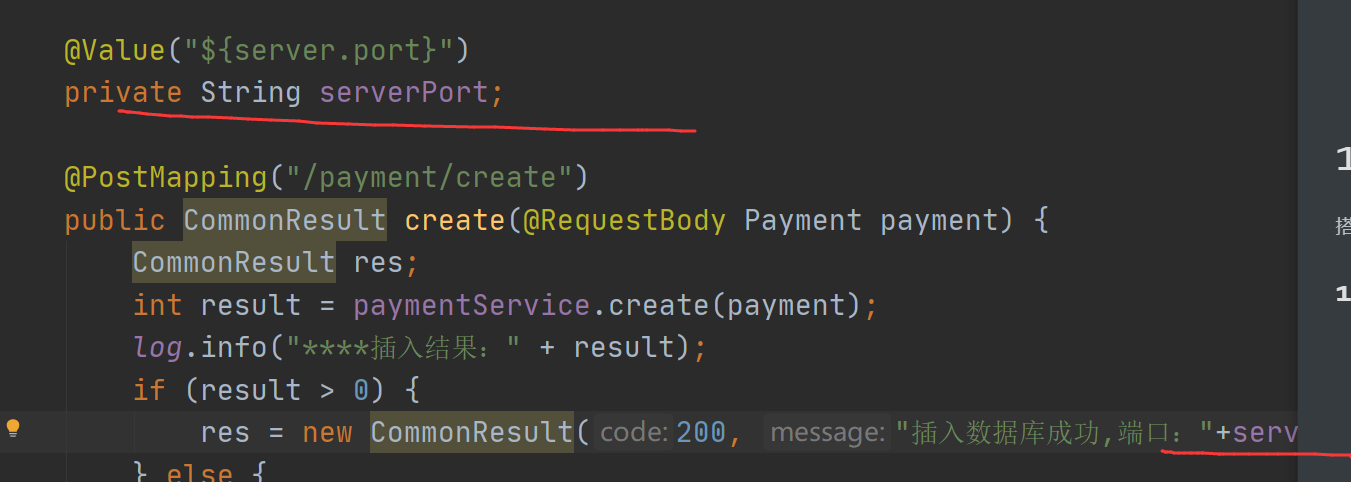 @Value("${server.port}")
private String serverPort;
@PostMapping("/payment/create")
public CommonResult create(@RequestBody Payment payment) {
CommonResult res;
int result = paymentService.create(payment);
log.info("****插入结果：" + result);
if (result > 0) {
res = new CommonResult( code: 200, message: "插入数据库成功,端口："+serv
} else {
1
搭
1